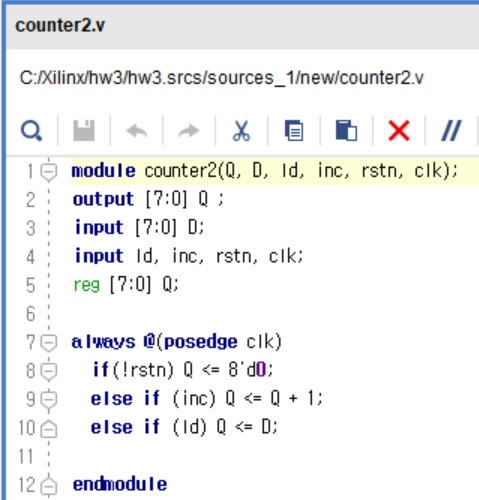 counter2.v
C:/Xilinx/hw3/hw3.srcs/sources_1/new/counter2.v
1 module counter2(Q, D, ld, inc, rstn, clk);
2 output [7:0] Q ;
3 input [7:0] D;
4 input ld, inc, rstn, clk;
5 reg [7:0] Q;
6
7 always @(posedge clk)
8 if(!rstn) Q <= 8'd0;
9 else if (inc) Q <= Q + 1;
10 else if (ld) Q <= D;
11
12 endmodule